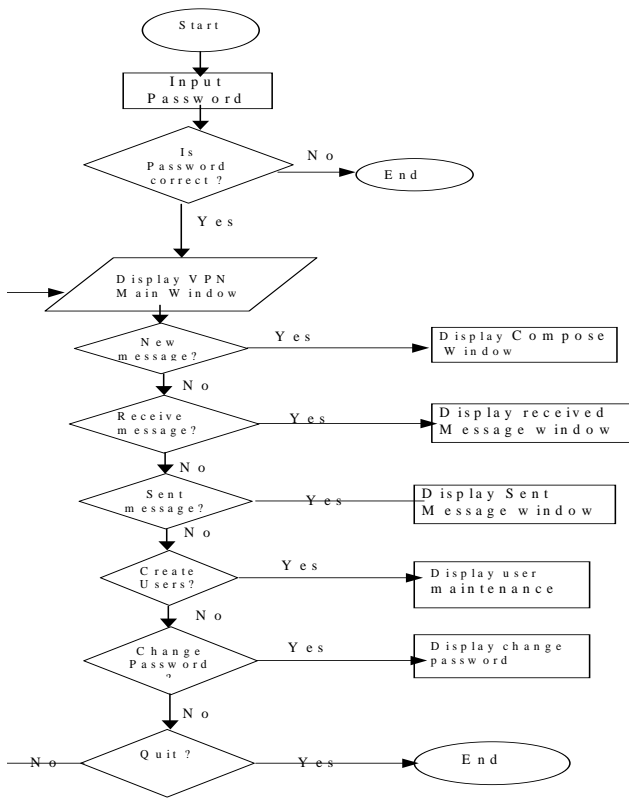 Start
Input
Password
Is
Password
correct?
No
End
Yes
Display VPN
Main Window
New
message?
Yes
Display Compose
Window
No
Receive
message?
Yes
Display received
Message window
No
Sent
message?
Yes
Display Sent
Message window
No
Create
Users?
Yes
Display user
maintenance
No
Change
Password
?
Yes
Display change
password
No
No
Quit?
Yes
End